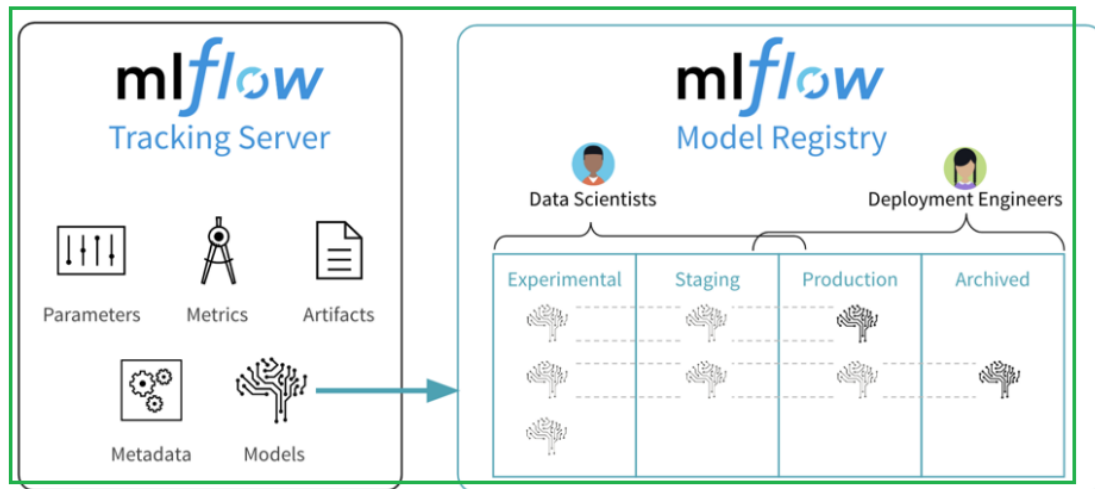 mlflow
Tracking Server
Parameters
Metrics
Artifacts
Metadata
Models
mlflow
Model Registry
Data Scientists
Deployment Engineers
Experimental
Staging
Production
Archived